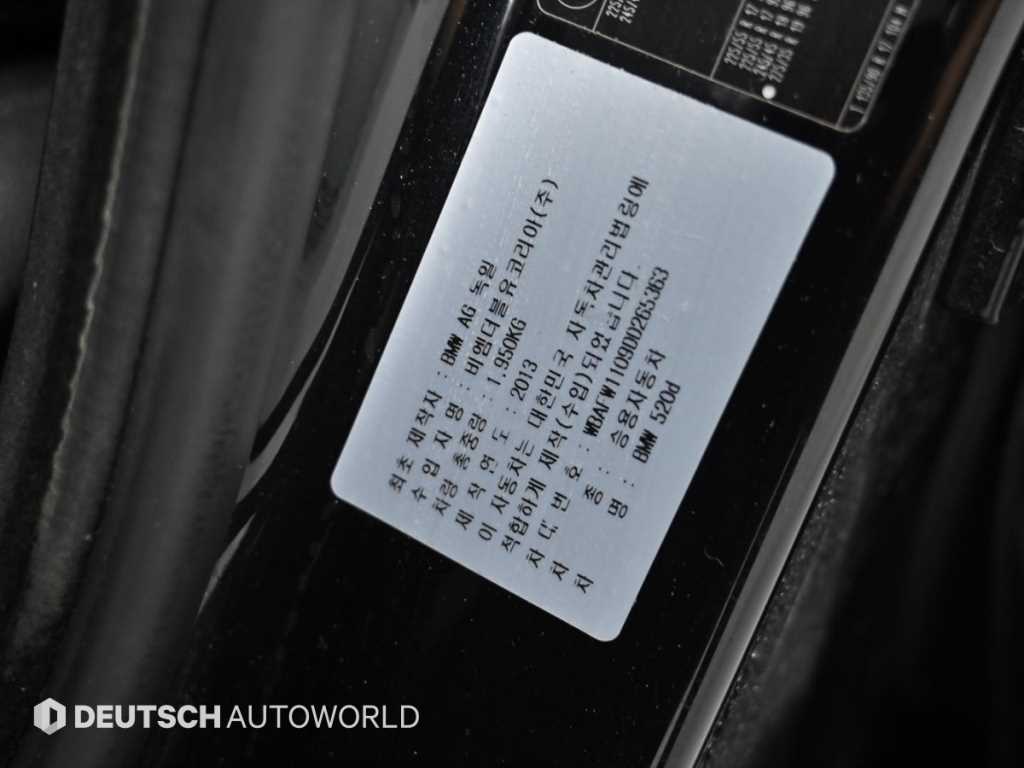 최초 제작자 : BMW AG 독일
수 입 자 명 : 비엠더블유코리아(주)
차량 총중량 : 1,950KG
제 작 연 도 : 2013
이 자동차는 대한민국 자동차관리법령에
적합하게 제작(수입)되었습니다.
차 대 번 호 : WBAFW1109DD265363
차 종 : 승용자동차
차 명 : BMW 520d
DEUTSCH AUTOWORLD